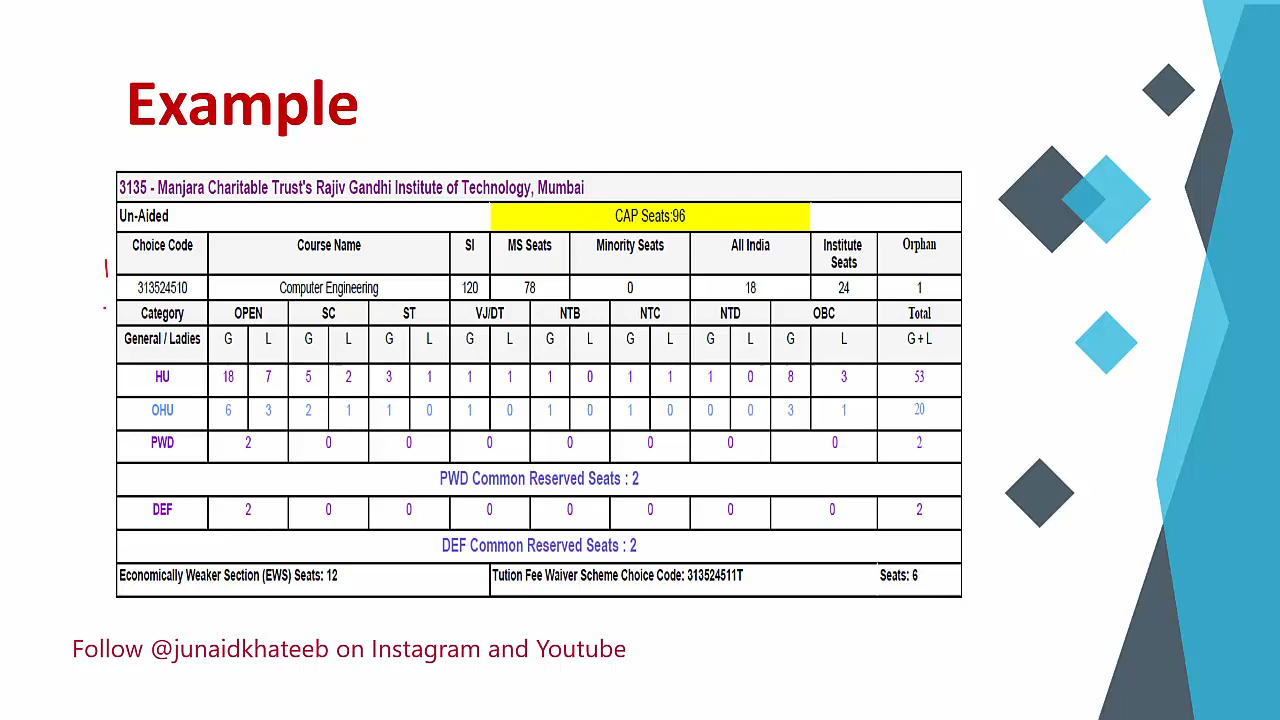 Example
3135 - Manjara Charitable Trust's Rajiv Gandhi Institute of Technology, Mumbai
Un-Aided CAP Seats:96
Choice Code Course Name SI MS Seats Minority Seats All India Institute Seats Orphan
313524510 Computer Engineering 120 78 0 18 24 1
Category OPEN SC ST VJ/DT NTB NTC NTD OBC Total
General / Ladies G L G L G L G L G L G L G L G L G + L
HU 18 7 5 2 3 1 1 1 1 0 1 1 1 0 8 3 53
OHU 6 3 2 1 1 0 1 0 1 0 1 0 0 0 3 1 20
PWD 2 0 0 0 0 0 0 0 2
PWD Common Reserved Seats : 2
DEF 2 0 0 0 0 0 0 0 2
DEF Common Reserved Seats : 2
Economically Weaker Section (EWS) Seats: 12 Tution Fee Waiver Scheme Choice Code: 313524511T Seats: 6
Follow @junaidkhateeb on Instagram and Youtube